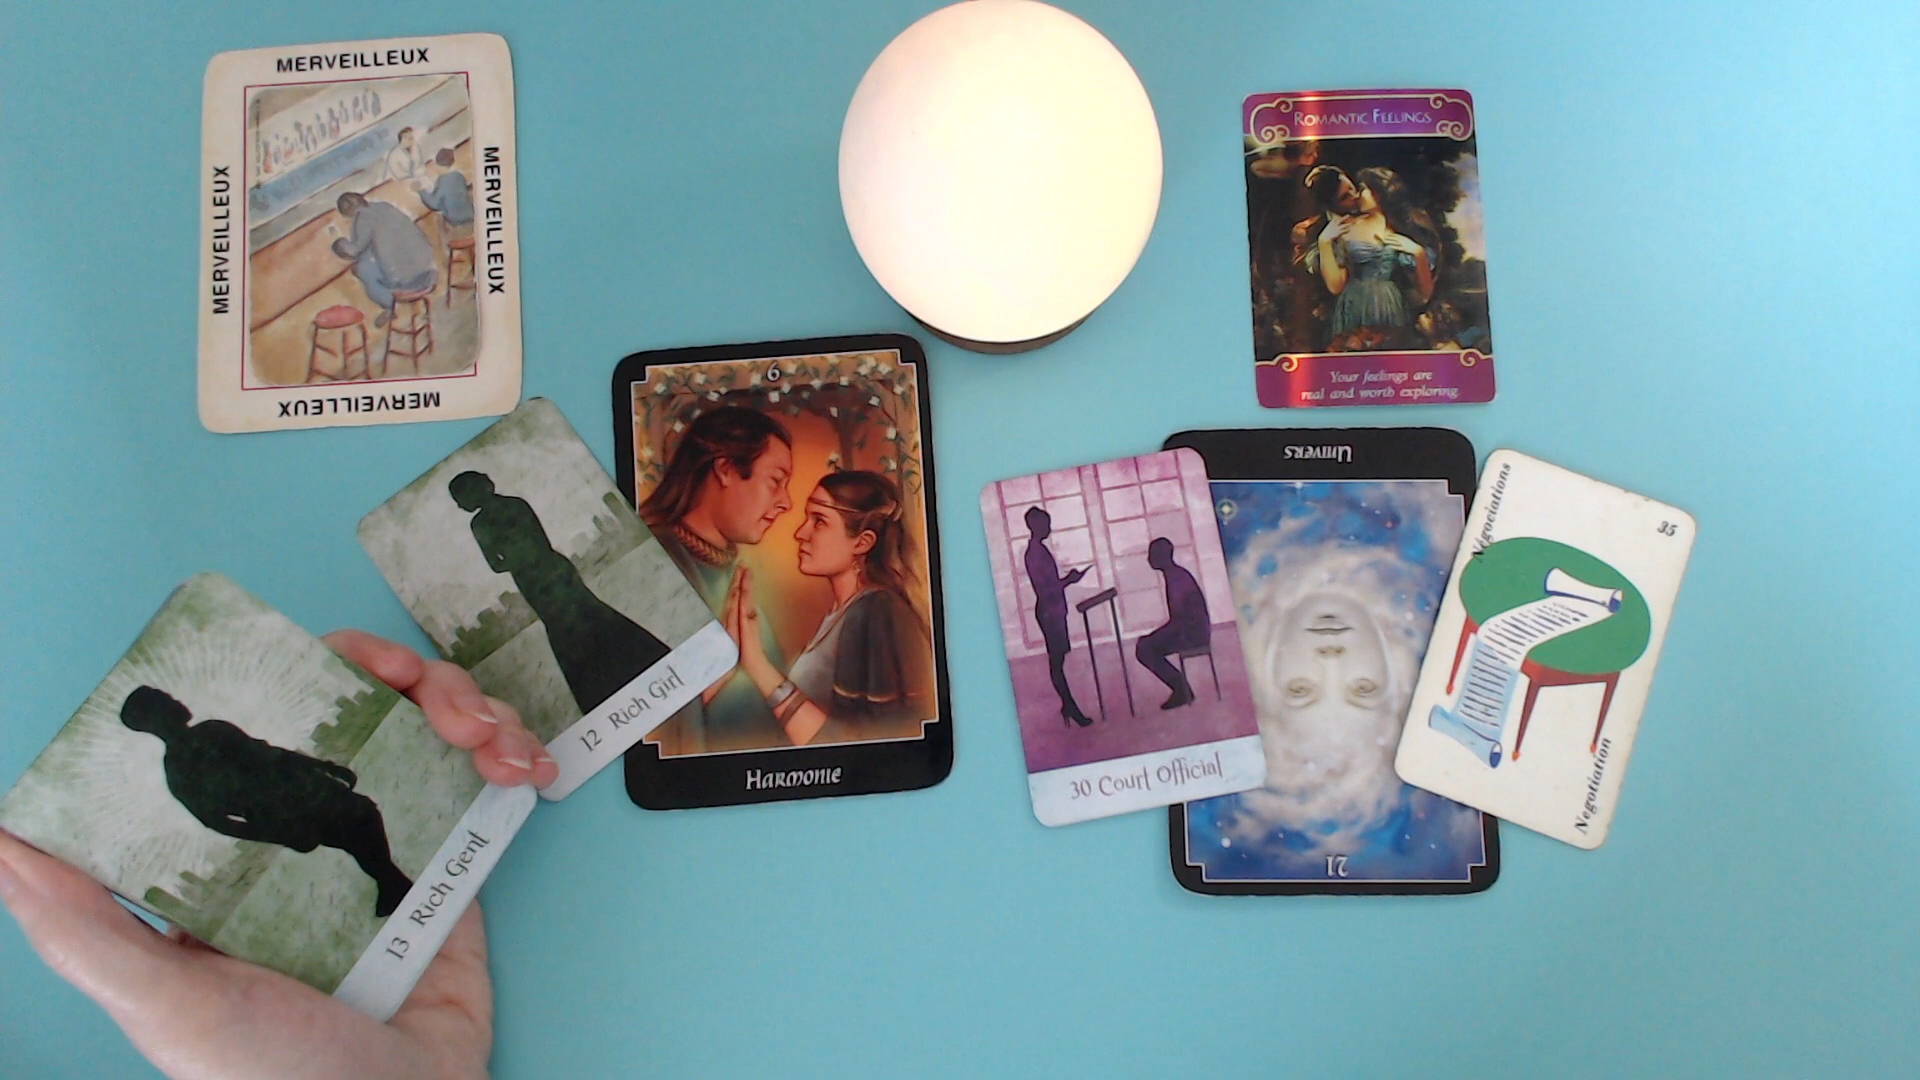 MERVEILLEUX
MERVEILLEUX
MERVEILLEUX
MERVEILLEUX
ROMANTIC FEELINGS
Your feelings are
real and worth exploring.
6
HARMONIE
12 Rich Girl
13 Rich Gent
30 Court Official
UNIVERS
21
Négociations
35
Negotiation